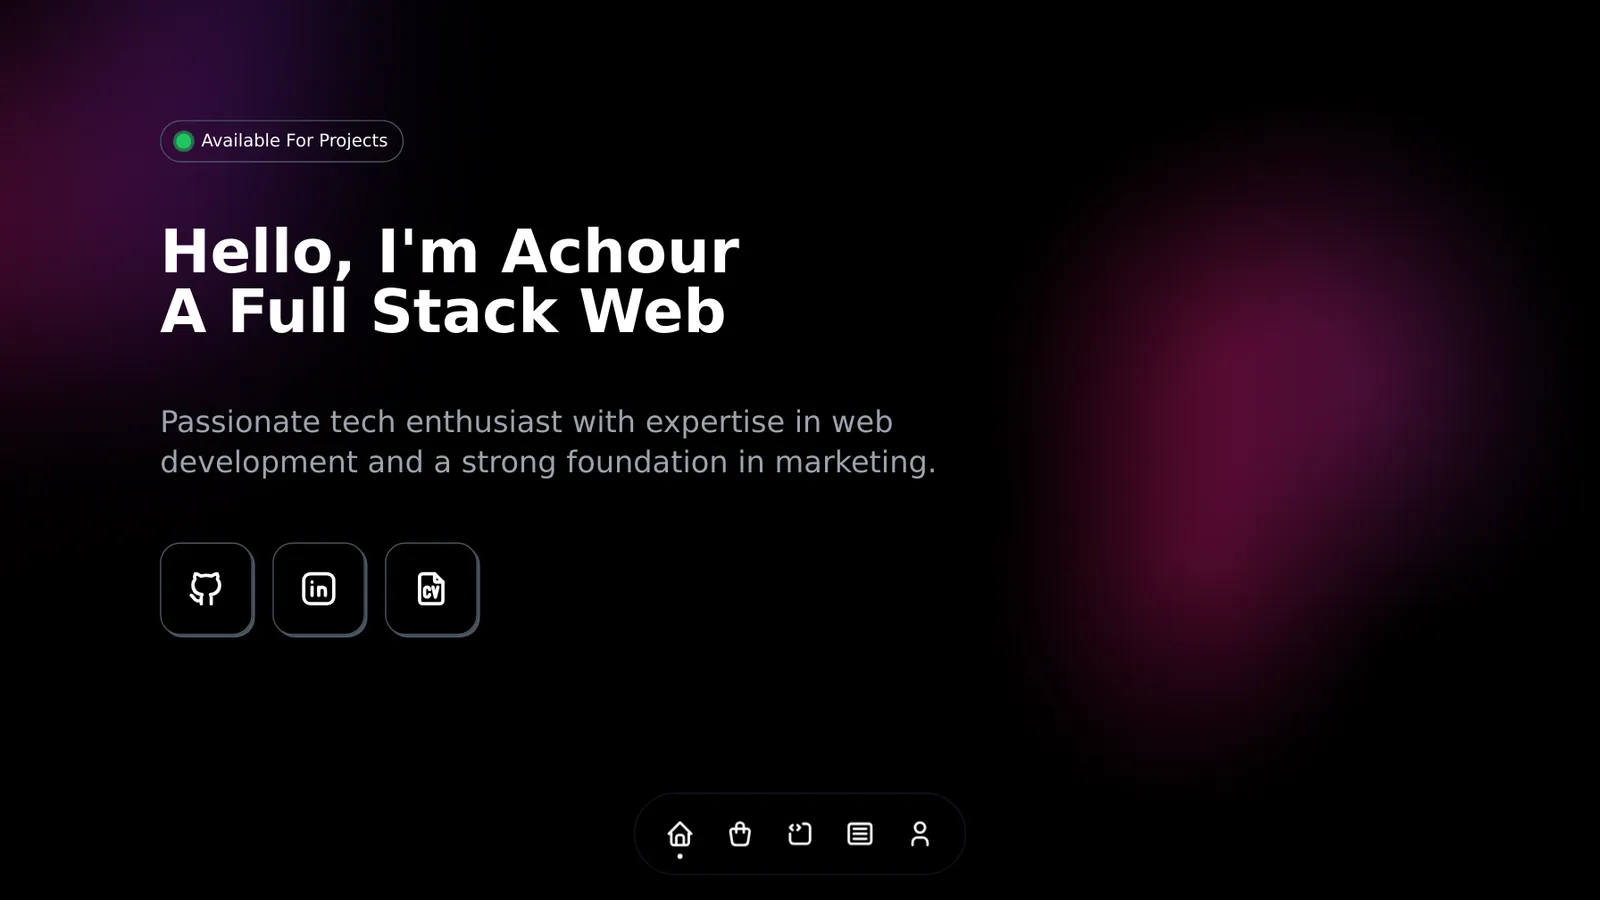 Available For Projects
Hello, I'm Achour
A Full Stack Web
Passionate tech enthusiast with expertise in web
development and a strong foundation in marketing.
in
CV